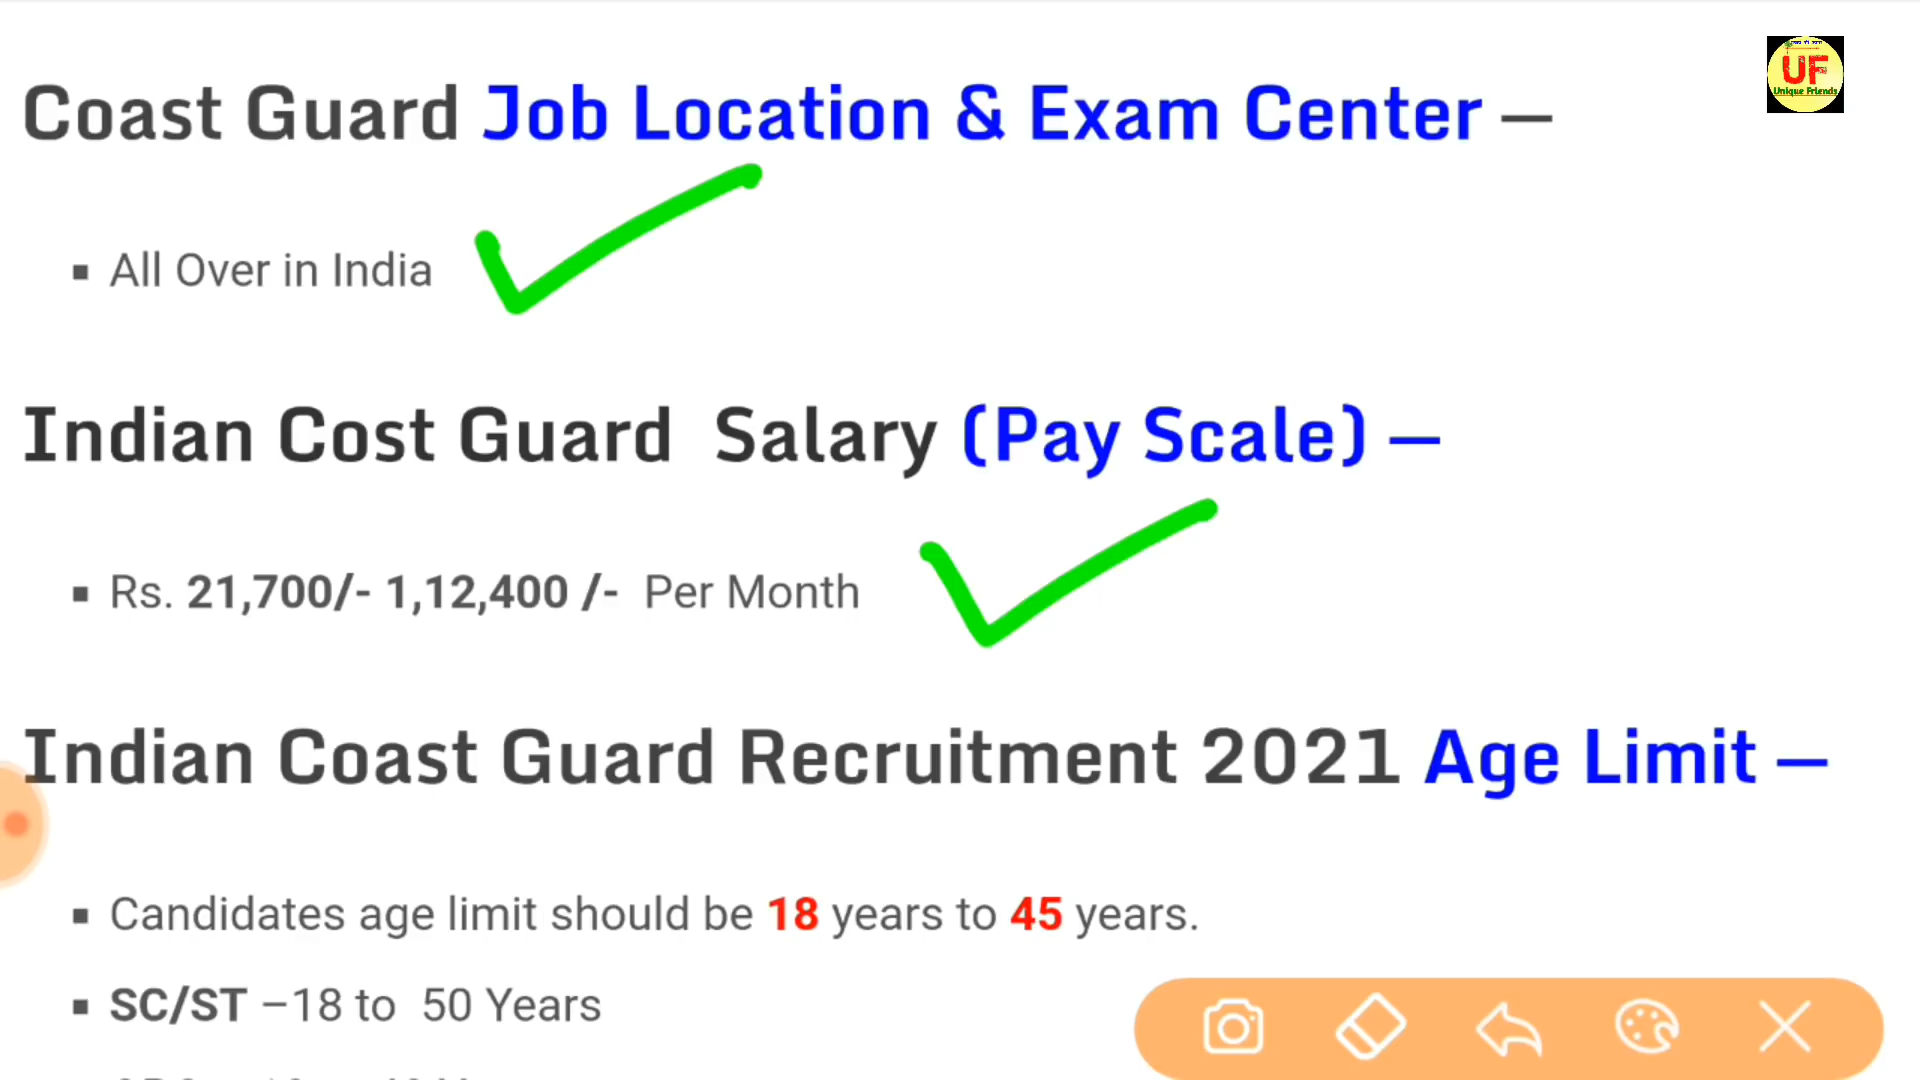 Coast Guard Job Location & Exam Center —
UF
Unique Friends
▪ All Over in India
Indian Cost Guard Salary (Pay Scale) —
▪ Rs. 21,700/- 1,12,400 /- Per Month
Indian Coast Guard Recruitment 2021 Age Limit —
▪ Candidates age limit should be 18 years to 45 years.
▪ SC/ST –18 to 50 Years